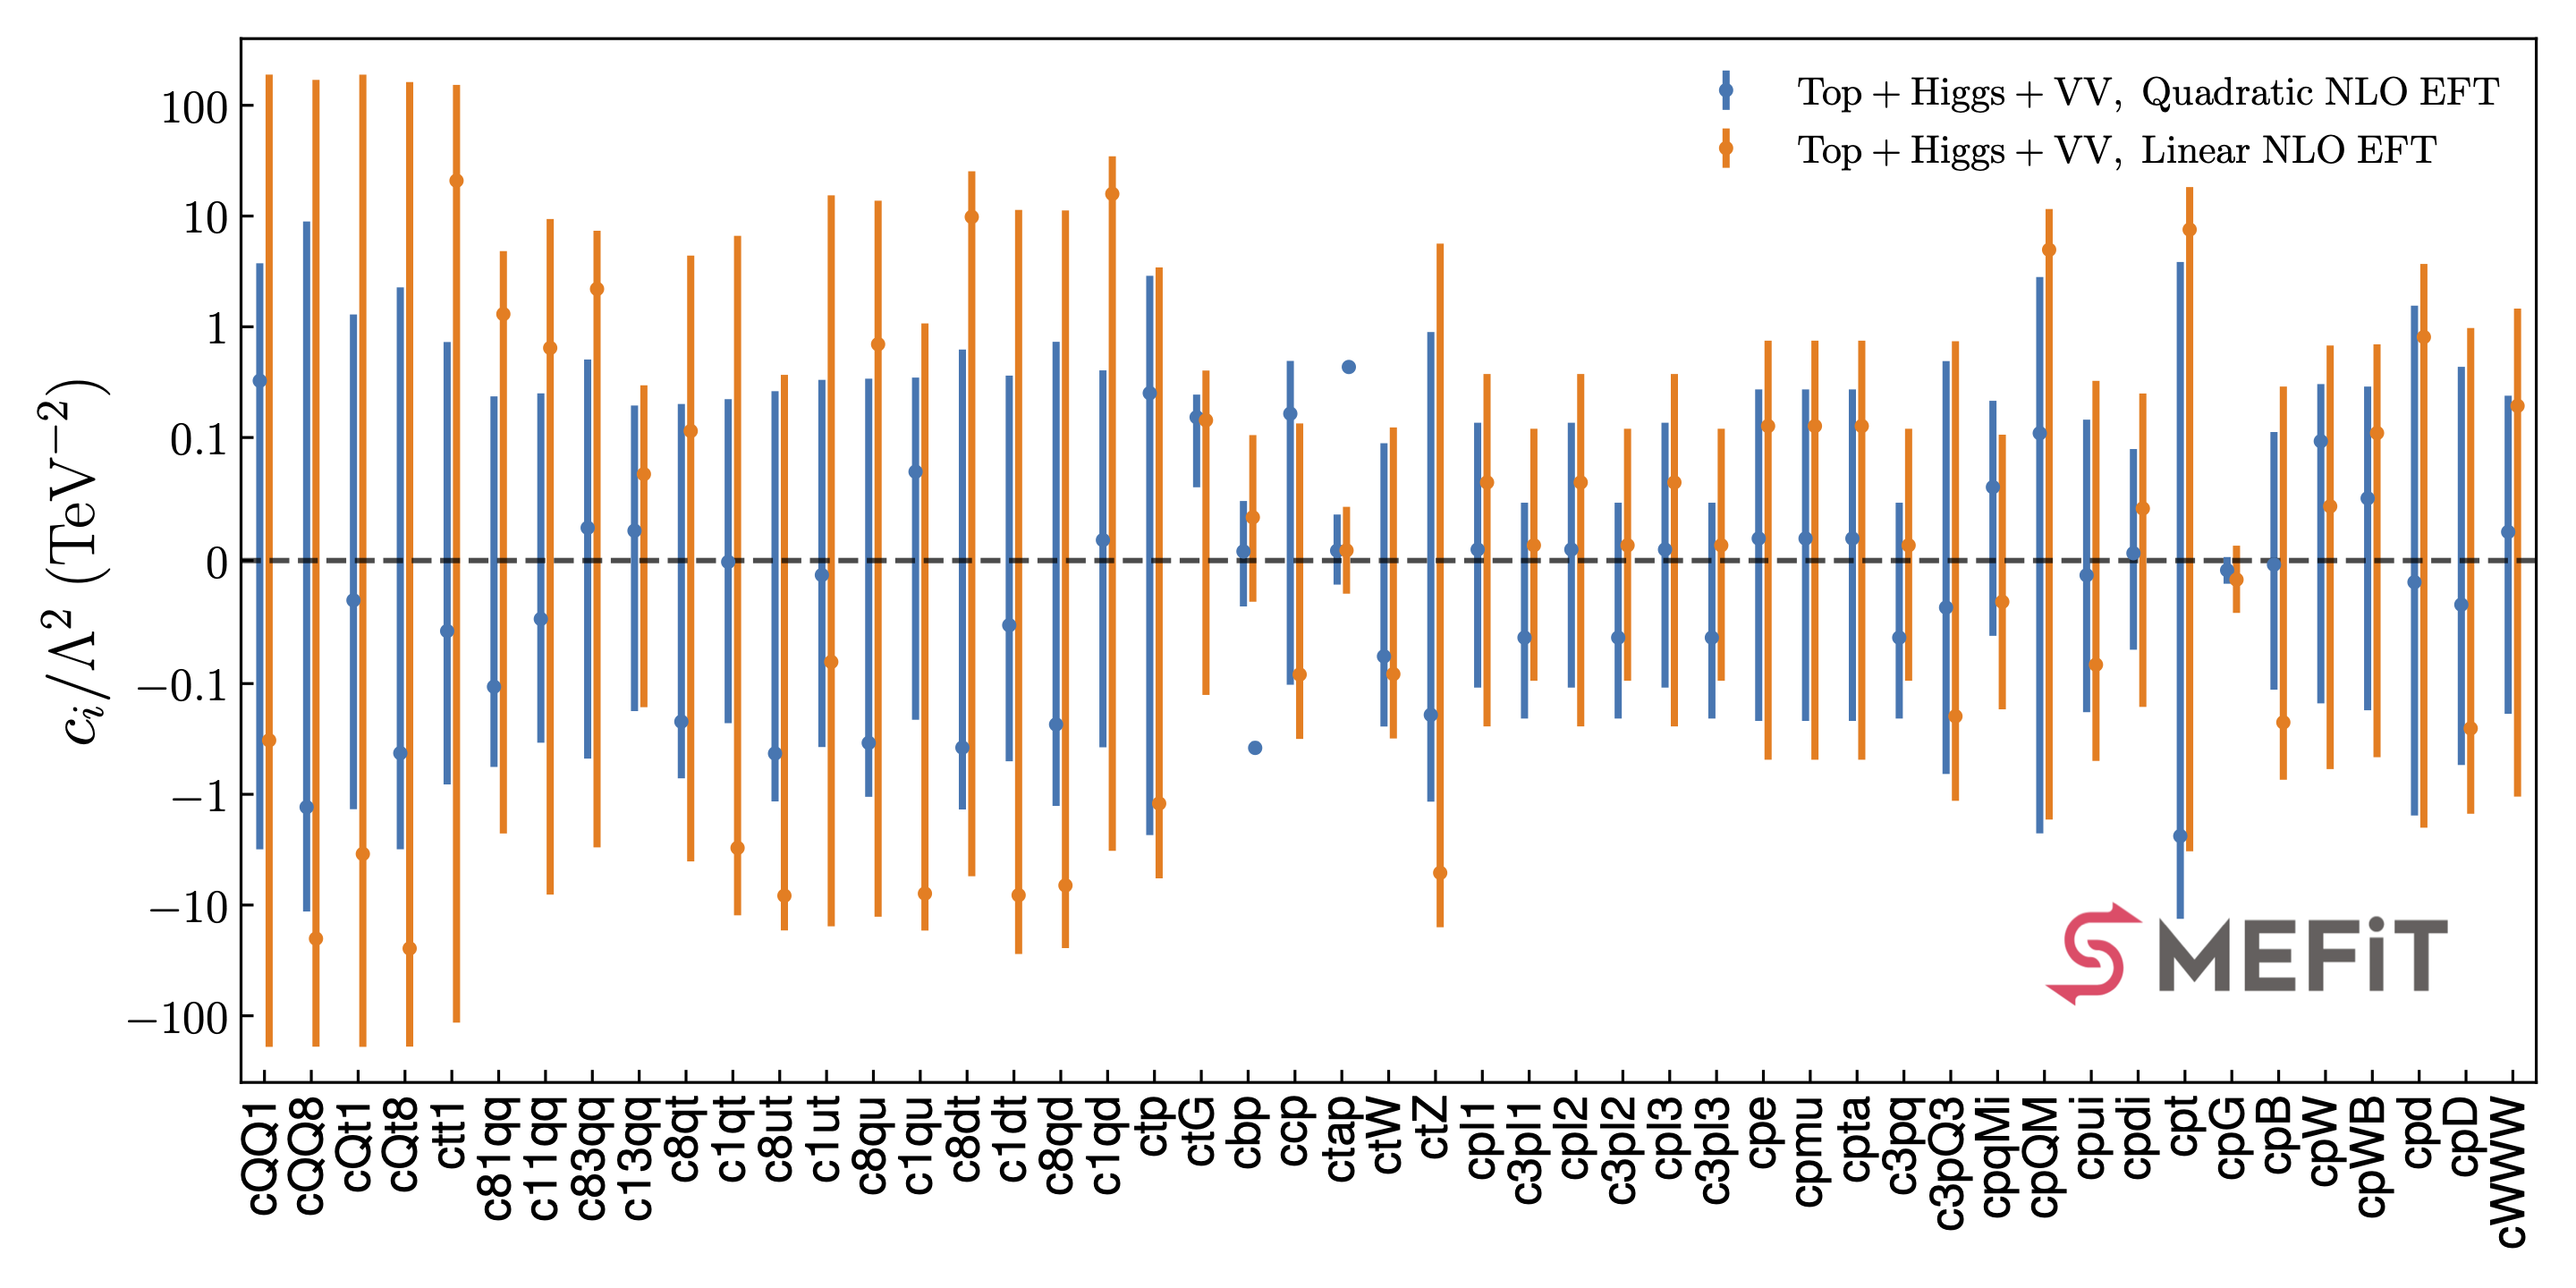 Top + Higgs + VV, Quadratic NLO EFT
Top + Higgs + VV, Linear NLO EFT
c_i/Λ² (TeV⁻²)
100
10
1
0.1
0
−0.1
−1
−10
−100
SMEFiT
cQQ1
cQQ8
cQt1
cQt8
ctt1
c81qq
c11qq
c83qq
c13qq
c8qt
c1qt
c8ut
c1ut
c8qu
c1qu
c8dt
c1dt
c8qd
c1qd
ctp
ctG
cbp
ccp
ctap
ctW
ctZ
cpl1
c3pl1
cpl2
c3pl2
cpl3
c3pl3
cpe
cpmu
cpta
c3pq
c3pQ3
cpqMi
cpQM
cpui
cpdi
cpt
cpG
cpB
cpW
cpWB
cpd
cpD
cWWW